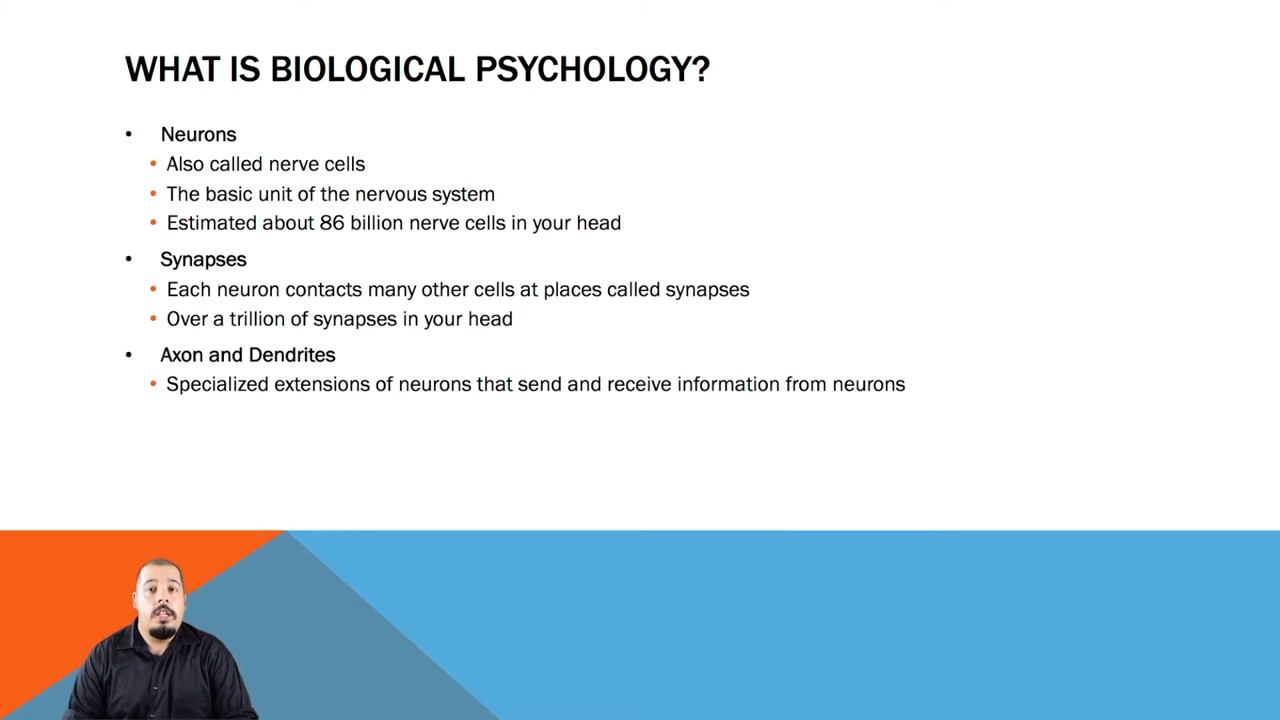 WHAT IS BIOLOGICAL PSYCHOLOGY?
• Neurons
• Also called nerve cells
• The basic unit of the nervous system
• Estimated about 86 billion nerve cells in your head
• Synapses
• Each neuron contacts many other cells at places called synapses
• Over a trillion of synapses in your head
• Axon and Dendrites
• Specialized extensions of neurons that send and receive information from neurons